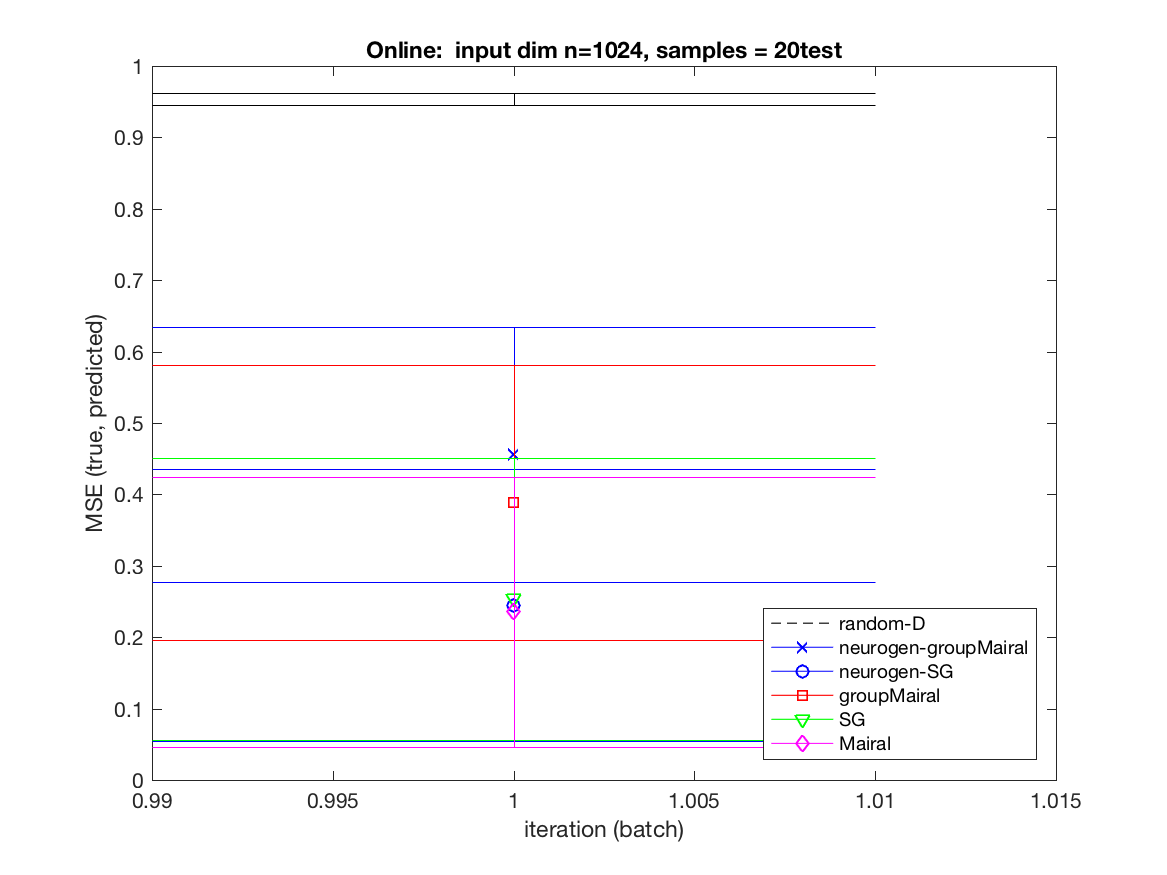 Online:  input dim n=1024, samples = 20test
1
0.9
0.8
0.7
0.6
0.5
0.4
0.3
0.2
0.1
0
MSE (true, predicted)
random-D
neurogen-groupMairal
neurogen-SG
groupMairal
SG
Mairal
0.99 0.995 1 1.005 1.01 1.015
iteration (batch)